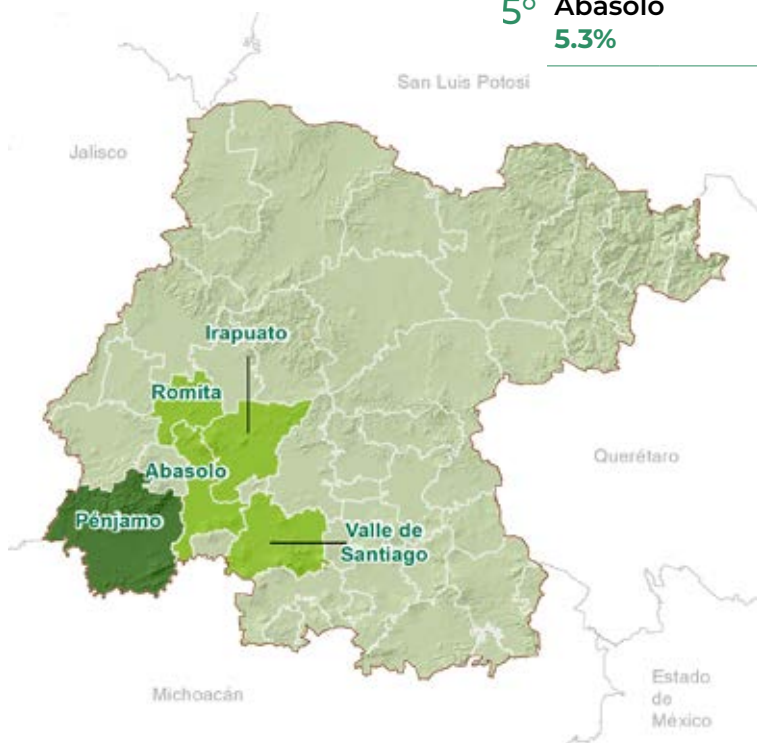 5° Abasolo
5.3%
San Luis Potosí
Jalisco
Irapuato
Romita
Abasolo
Querétaro
Pénjamo
Valle de
Santiago
Michoacán
Estado
de
México